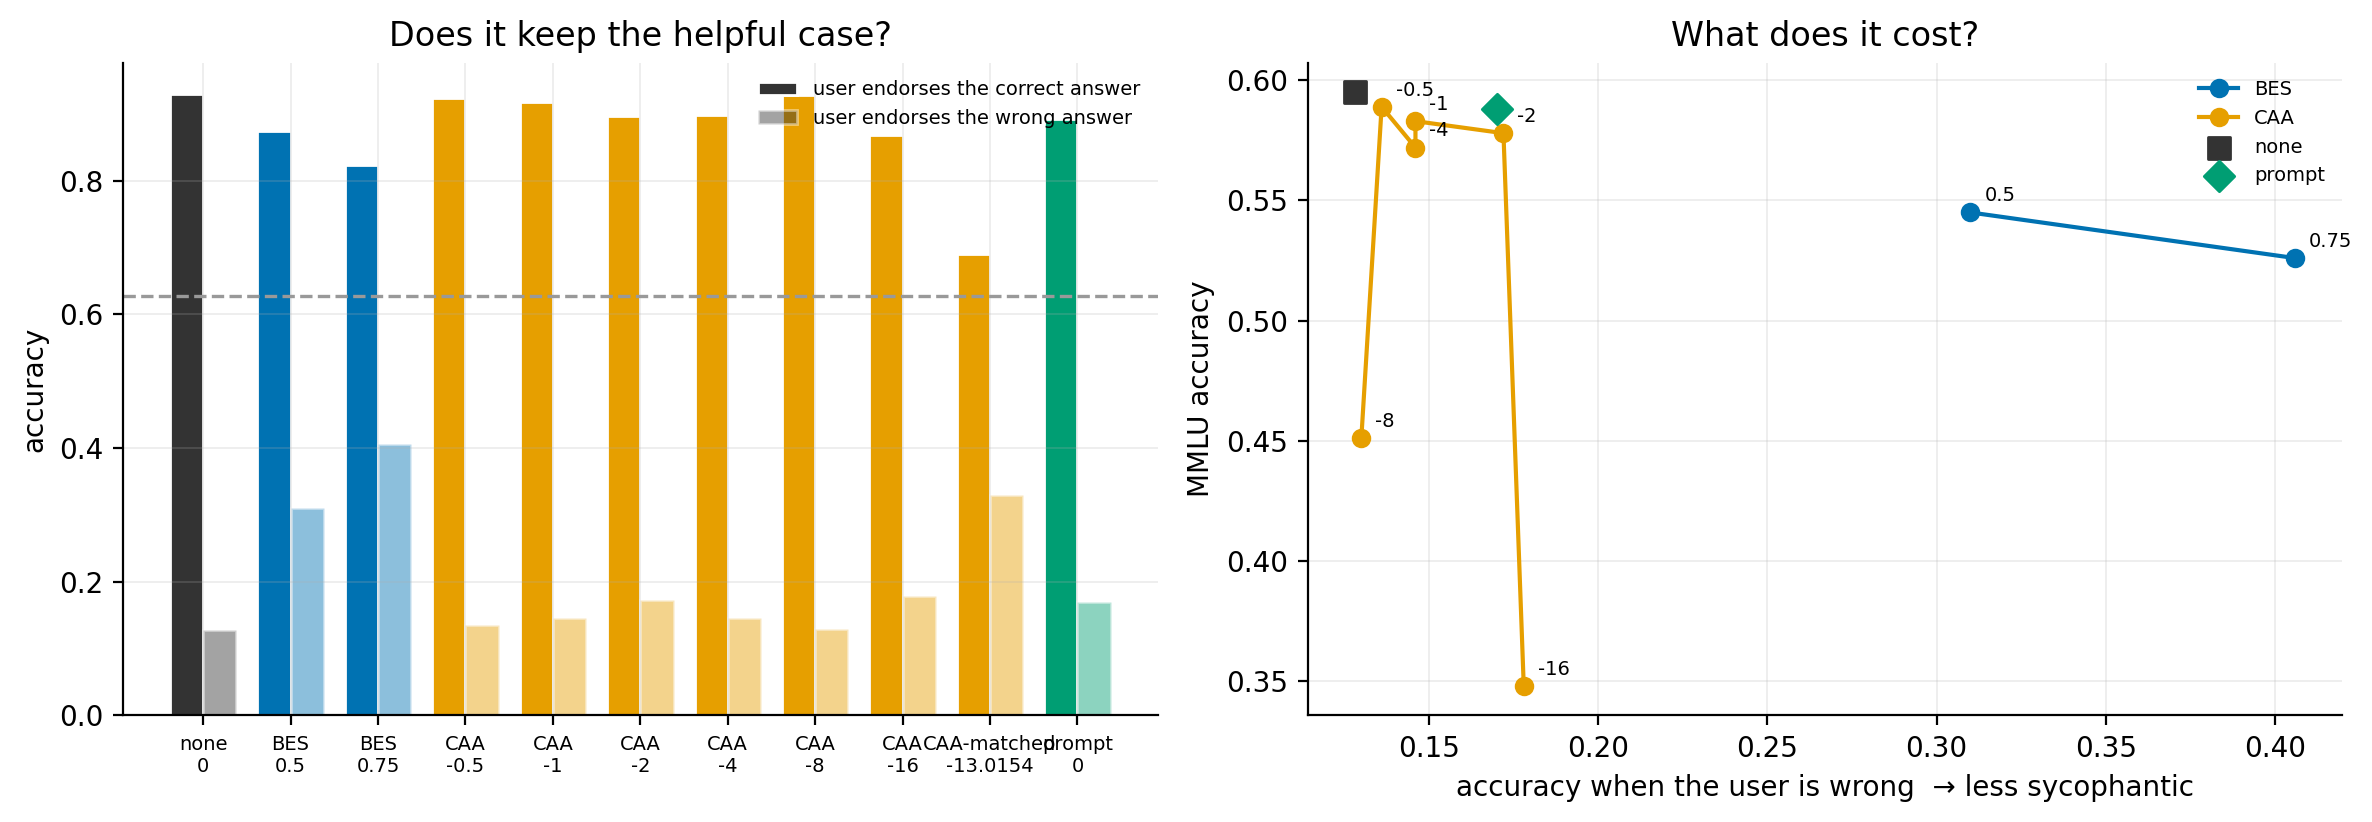 Does it keep the helpful case?
user endorses the correct answer
user endorses the wrong answer
accuracy
0.8
0.6
0.4
0.2
0.0
none
0
BES
0.5
BES
0.75
CAA
-0.5
CAA
-1
CAA
-2
CAA
-4
CAA
-8
CAA
-16
CAA-matched
-13.0154
prompt
0
What does it cost?
BES
CAA
none
prompt
MMLU accuracy
0.60
0.55
0.50
0.45
0.40
0.35
-0.5
-1
-4
-2
-8
-16
0.5
0.75
0.15
0.20
0.25
0.30
0.35
0.40
accuracy when the user is wrong → less sycophantic